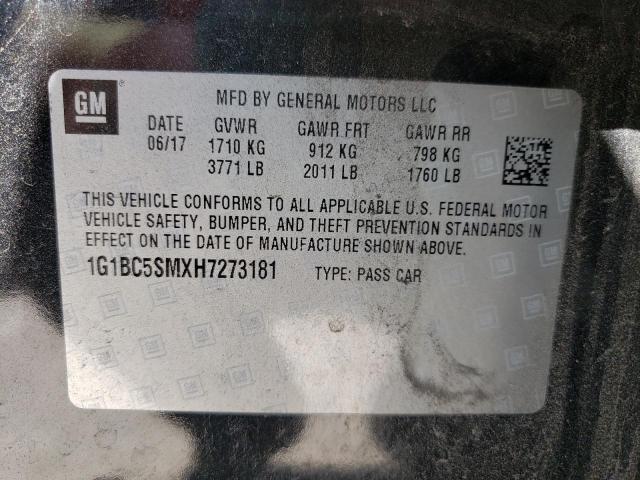 GM ® MFD BY GENERAL MOTORS LLC
DATE GVWR GAWR FRT GAWR RR
06/17 1710 KG 912 KG 798 KG
3771 LB 2011 LB 1760 LB
THIS VEHICLE CONFORMS TO ALL APPLICABLE U.S. FEDERAL MOTOR
VEHICLE SAFETY, BUMPER, AND THEFT PREVENTION STANDARDS IN
EFFECT ON THE DATE OF MANUFACTURE SHOWN ABOVE.
1G1BC5SMXH7273181 TYPE: PASS CAR